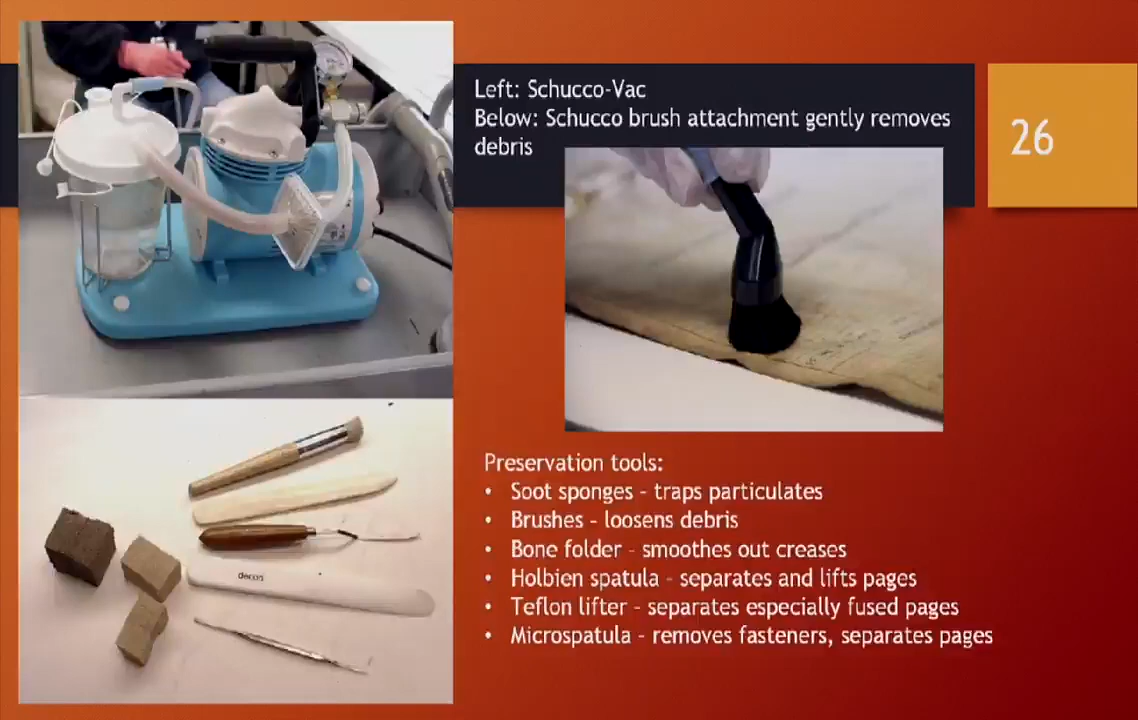 Left: Schucco-Vac
Below: Schucco brush attachment gently removes
debris
26
Preservation tools:
• Soot sponges - traps particulates
• Brushes - loosens debris
• Bone folder - smoothes out creases
• Holbien spatula - separates and lifts pages
• Teflon lifter - separates especially fused pages
• Microspatula - removes fasteners, separates pages